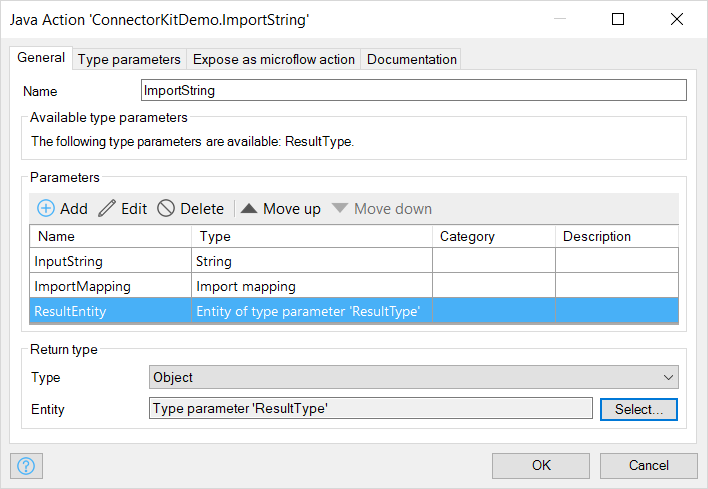 Java Action 'ConnectorKitDemo.ImportString'
General Type parameters Expose as microflow action Documentation
Name ImportString
Available type parameters
The following type parameters are available: ResultType.
Parameters
Add Edit Delete Move up Move down
Name Type Category Description
InputString String
ImportMapping Import mapping
ResultEntity Entity of type parameter 'ResultType'
Return type
Type Object
Entity Type parameter 'ResultType' Select...
? OK Cancel